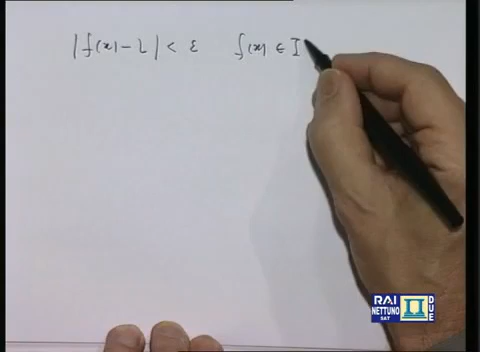 |f(x) - L| < ε f(x) ∈ I
RAI
NETTUNO
SAT
DUE